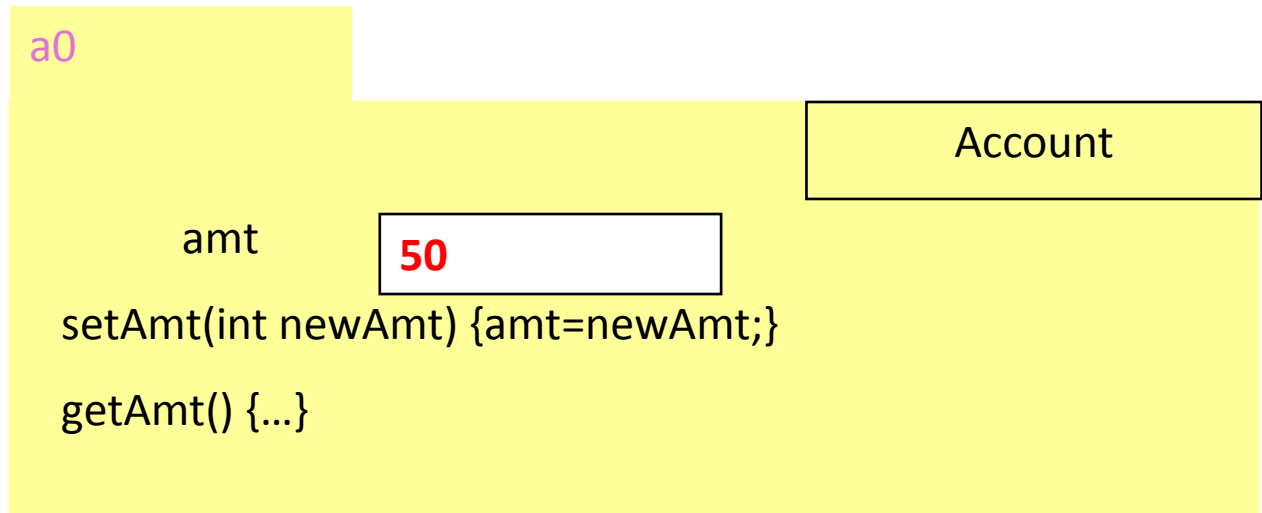 a0
Account
amt
50
setAmt(int newAmt) {amt=newAmt;}
getAmt() {…}